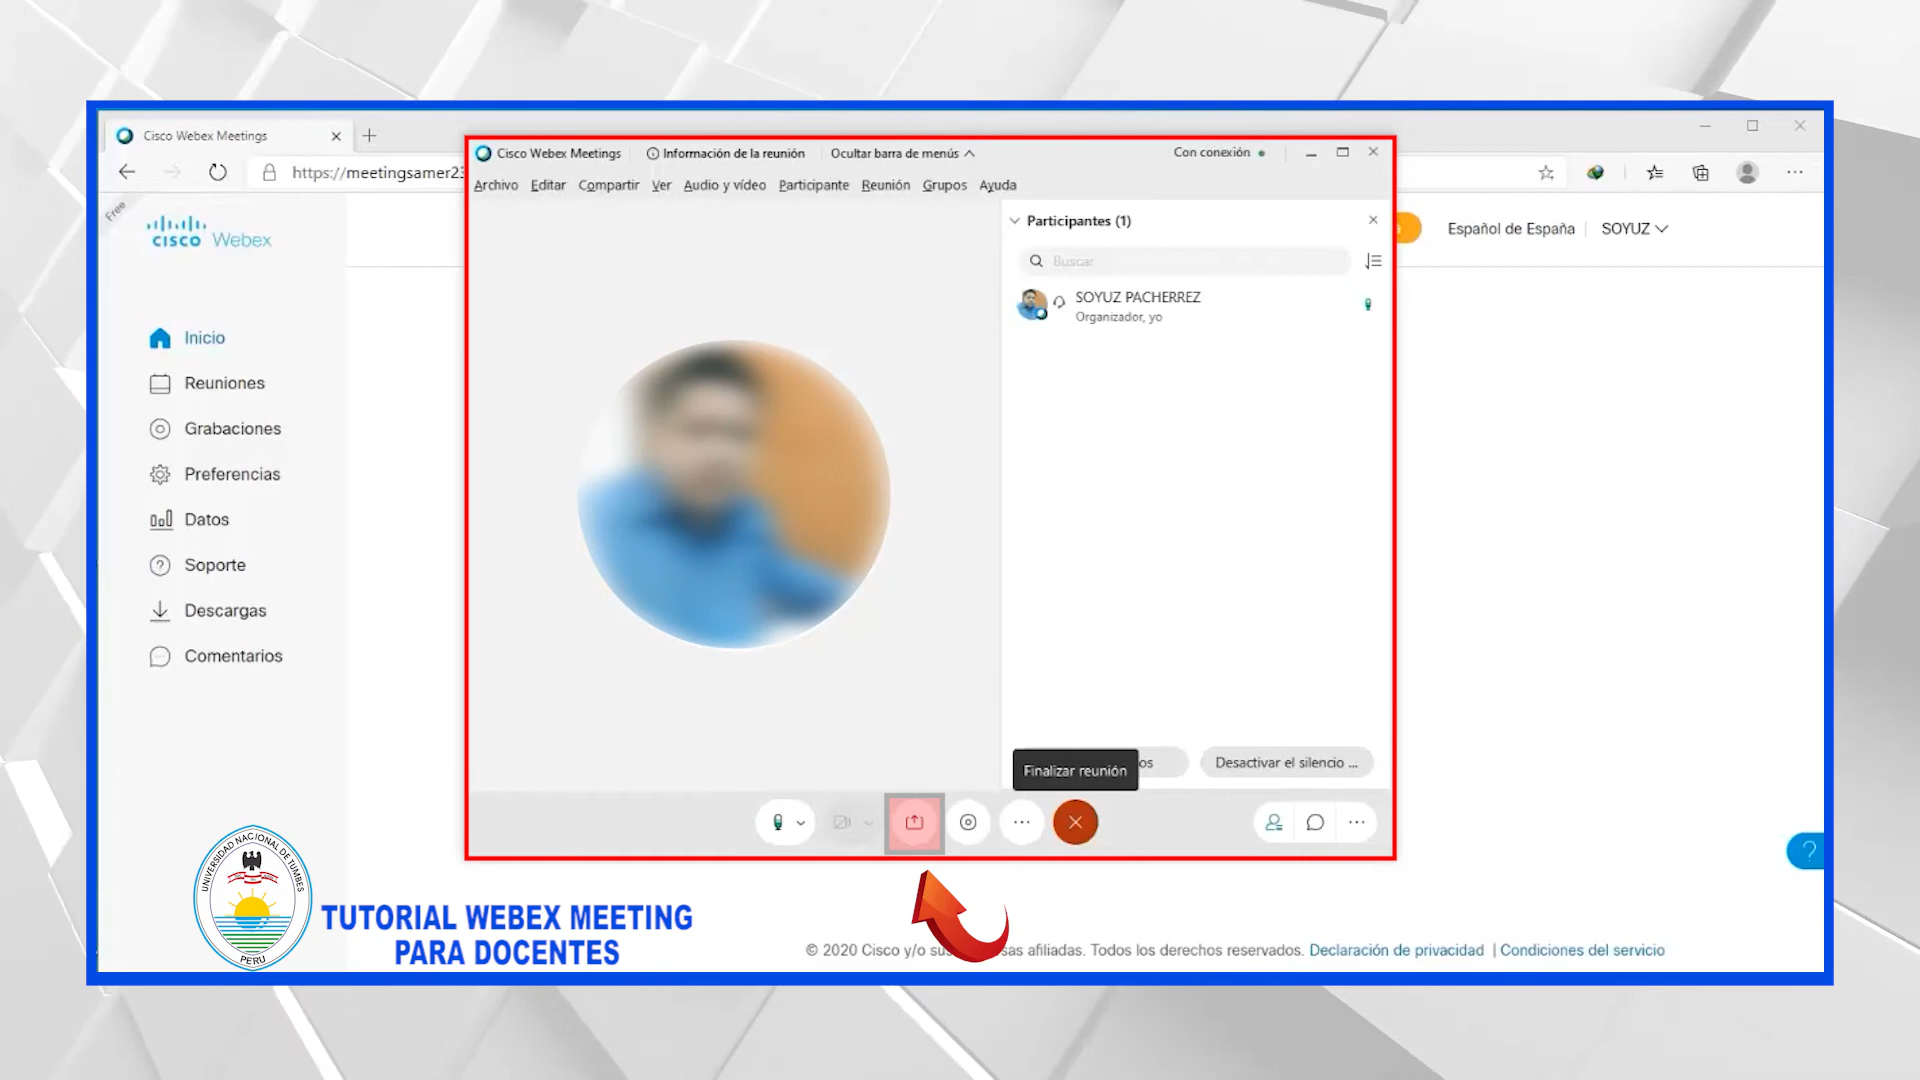 Cisco Webex Meetings
https://meetingsamer23
Free
CISCO Webex
Inicio
Reuniones
Grabaciones
Preferencias
Datos
Soporte
Descargas
Comentarios
Cisco Webex Meetings
Información de la reunión
Ocultar barra de menús
Con conexión
Archivo Editar Compartir Ver Audio y vídeo Participante Reunión Grupos Ayuda
Participantes (1)
Buscar
SOYUZ PACHERREZ
Organizador, yo
os
Desactivar el silencio ...
Finalizar reunión
Español de España
SOYUZ
?
UNIVERSIDAD NACIONAL DE TUMBES
PERU
TUTORIAL WEBEX MEETING
PARA DOCENTES
© 2020 Cisco y/o su sas afiliadas. Todos los derechos reservados. Declaración de privacidad | Condiciones del servicio